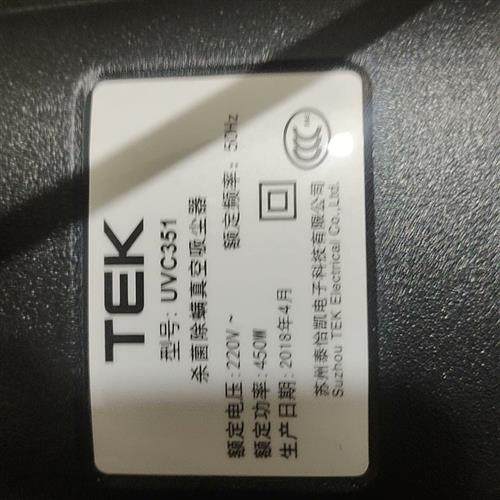 TEK
型号: UVC351
杀菌除螨真空吸尘器
额定电压: 220V~ 额定频率: 50Hz
额定功率: 450W
生产日期: 2018年4月
苏州泰怡凯电子科技有限公司
Suzhou TEK Electrical Co.,Ltd.
CCC